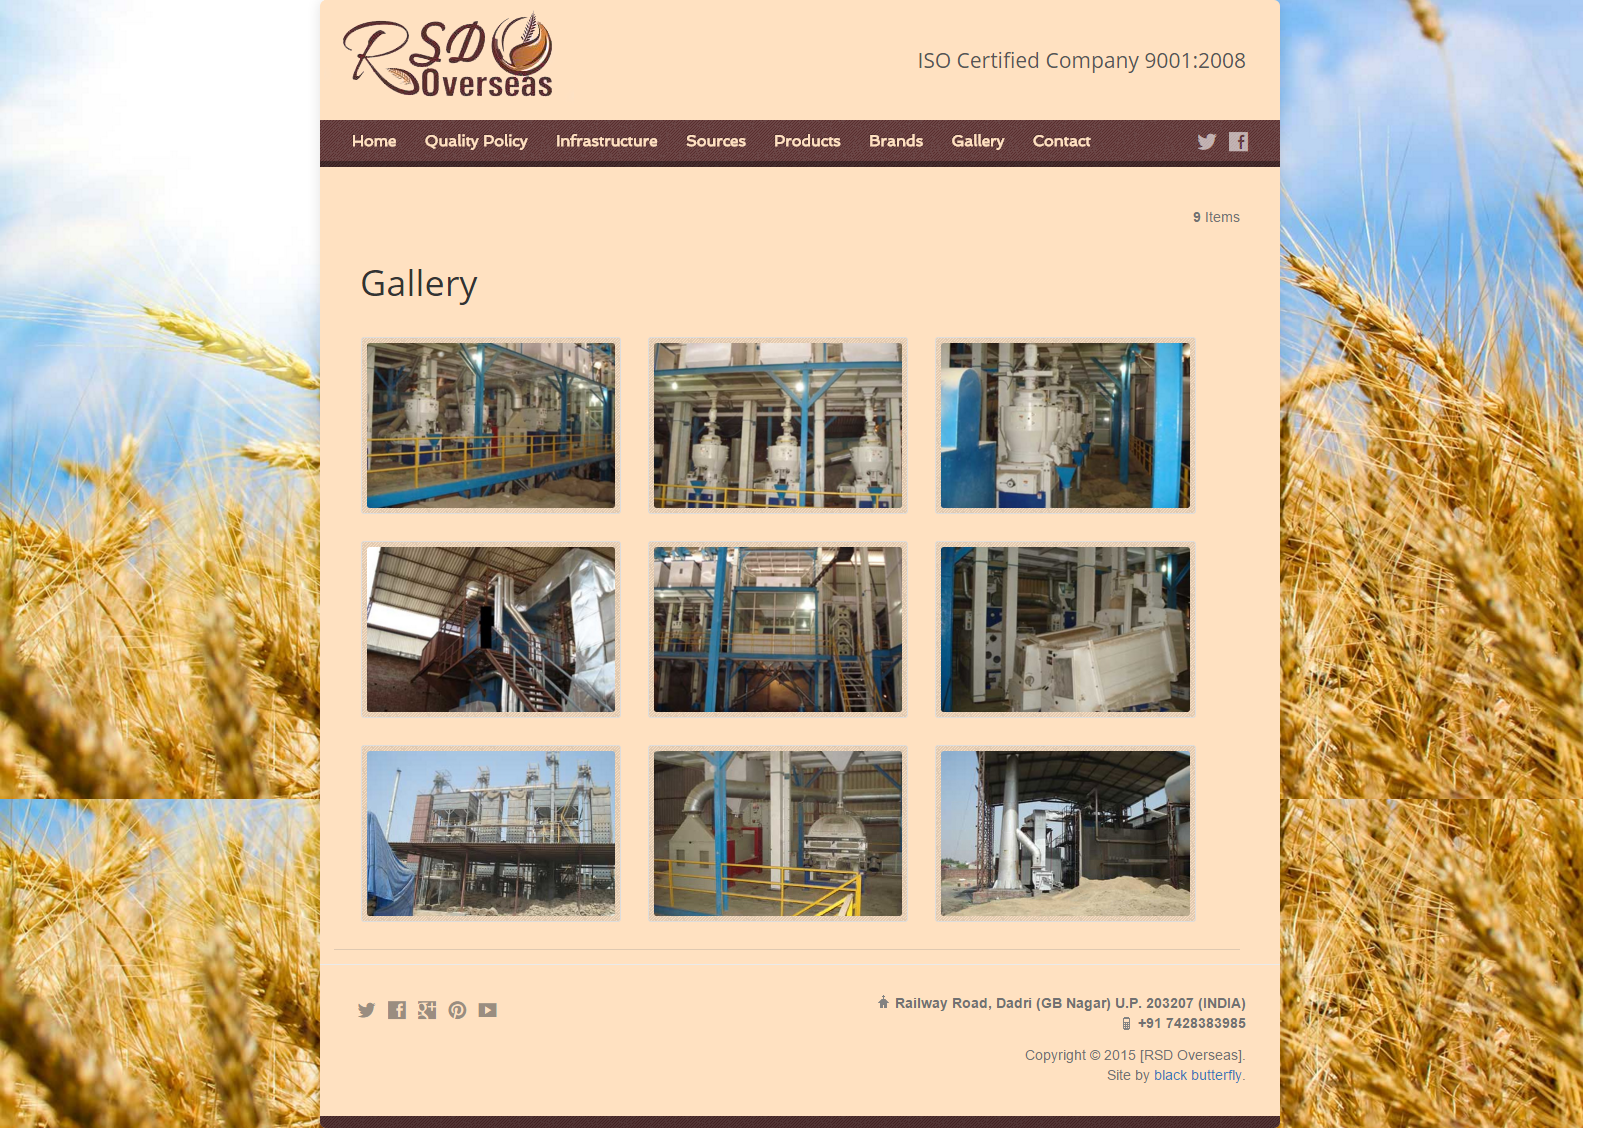 RSD
Overseas
ISO Certified Company 9001:2008
Home Quality Policy Infrastructure Sources Products Brands Gallery Contact
9 Items
Gallery
Railway Road, Dadri (GB Nagar) U.P. 203207 (INDIA)
+91 7428383985
Copyright © 2015 [RSD Overseas].
Site by black butterfly.